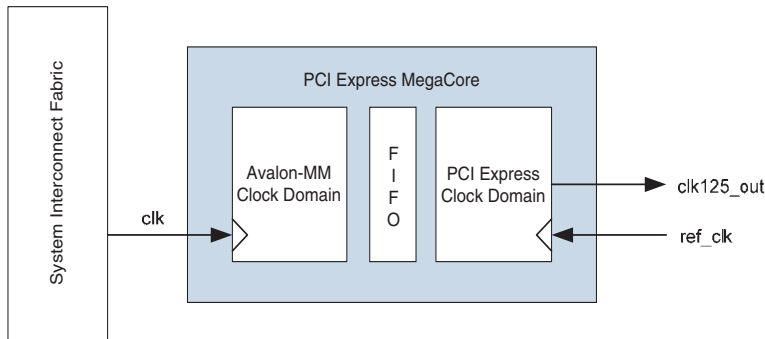 System Interconnect Fabric
PCI Express MegaCore
Avalon-MM
Clock Domain
F
I
F
O
PCI Express
Clock Domain
clk
clk125_out
ref_clk